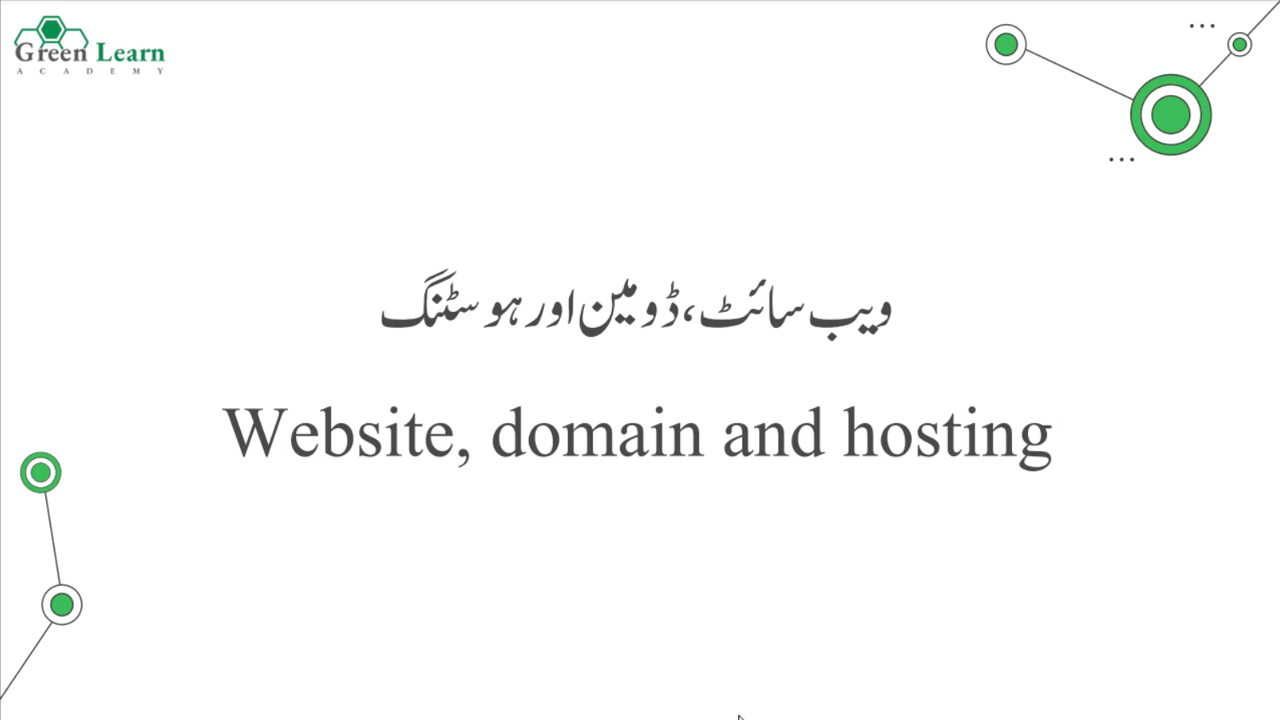 Green Learn
ACADEMY
ویب سائٹ، ڈومین اور ہوسٹنگ
Website, domain and hosting